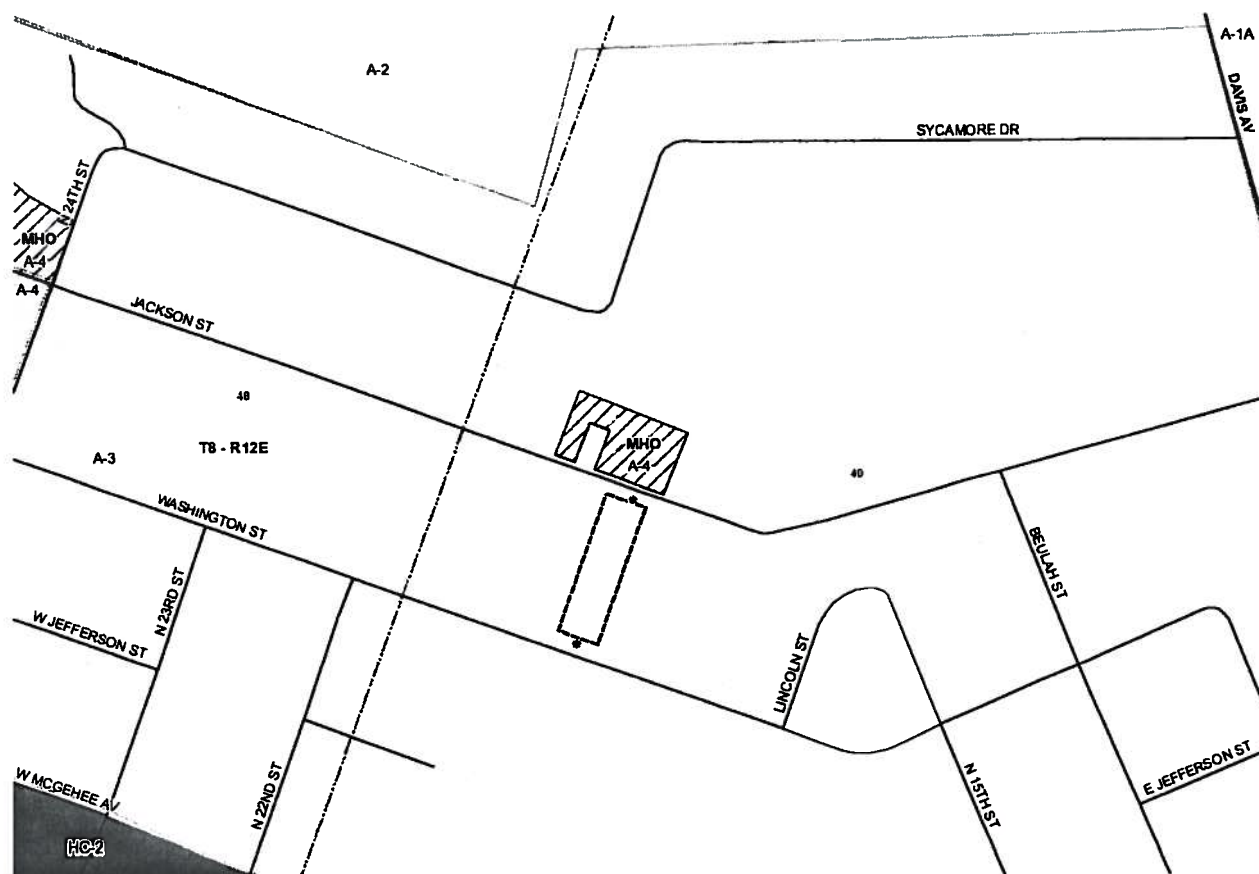 A-1A
A-2
DAVIS AV
SYCAMORE DR
N 24TH ST
MHO
A-4
A-4
JACKSON ST
48
T8 - R12E
A-3
MHO
A-4
49
WASHINGTON ST
BEULAH ST
N 23RD ST
W JEFFERSON ST
LINCOLN ST
N 22ND ST
N 15TH ST
E JEFFERSON ST
W MCGEHEE AV
HC-2